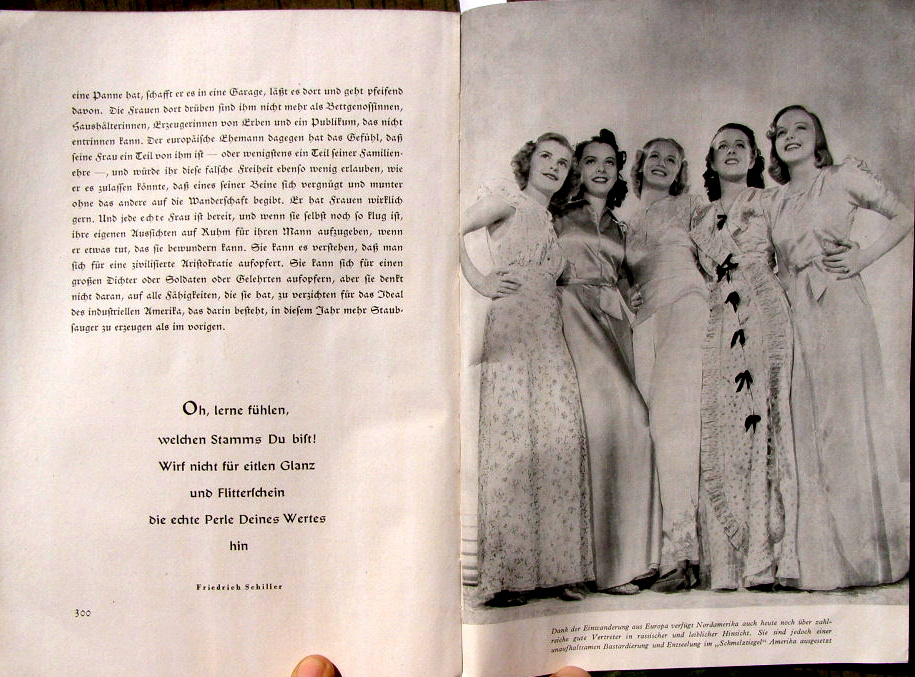 eine Panne hat, schafft er es in eine Garage, läßt es dort und geht pfeifend
davon. Die Frauen dort drüben sind ihm nicht mehr als Bettgenossinnen,
Haushälterinnen, Erzeugerinnen von Erben und ein Publikum, das nicht
entrinnen kann. Der europäische Ehemann dagegen hat das Gefühl, daß
seine Frau ein Teil von ihm ist — oder wenigstens ein Teil seiner Familien-
ehre —, und würde ihr diese falsche Freiheit ebenso wenig erlauben, wie
er es zulassen könnte, daß eines seiner Beine sich vergnügt und munter
ohne das andere auf die Wanderschaft begibt. Er hat Frauen wirklich
gern. Und jede echte Frau ist bereit, und wenn sie selbst noch so klug ist,
ihre eigenen Aussichten auf Ruhm für ihren Mann aufzugeben, wenn
er etwas tut, das sie bewundern kann. Sie kann es verstehen, daß man
sich für eine zivilisierte Aristokratie aufopfert. Sie kann sich für einen
großen Dichter oder Soldaten oder Gelehrten aufopfern, aber sie denkt
nicht daran, auf alle Fähigkeiten, die sie hat, zu verzichten für das Ideal
des industriellen Amerika, das darin besteht, in diesem Jahr mehr Staub-
sauger zu erzeugen als im vorigen.
Oh, lerne fühlen,
welchen Stamms Du bist!
Wirf nicht für eitlen Glanz
und Flitterschein
die echte Perle Deines Wertes
hin
Friedrich Schiller
300
Dank der Einwanderung aus Europa verfügt Nordamerika auch heute noch über zahl-
reiche gute Vertreter in rassischer und leiblicher Hinsicht. Sie sind jedoch einer
unaufhaltsamen Bastardierung und Entseelung im „Schmelztiegel" Amerika ausgesetzt